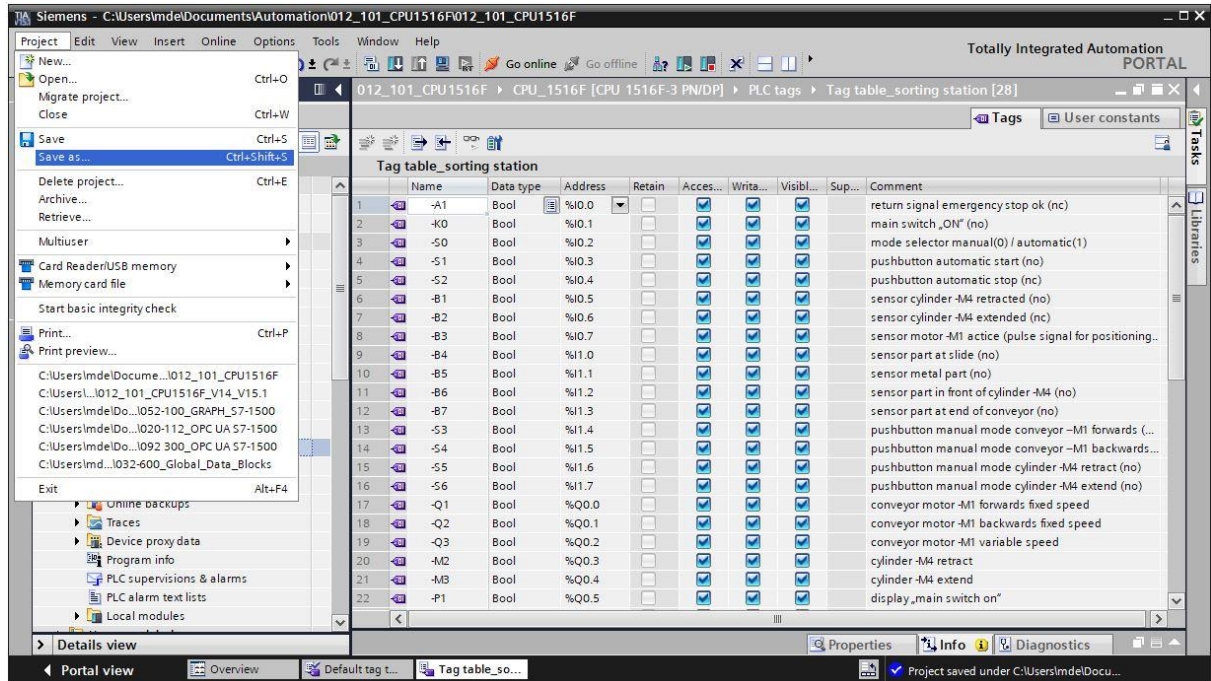 Siemens - C:\Users\mde\Documents\Automation\012_101_CPU1516F\012_101_CPU1516F
Project Edit View Insert Online Options Tools Window Help
Totally Integrated Automation
PORTAL
Go online Go offline
New...
Open... Ctrl+O
Migrate project...
Close Ctrl+W
Save Ctrl+S
Save as... Ctrl+Shift+S
Delete project... Ctrl+E
Archive...
Retrieve...
Multiuser
Card Reader/USB memory
Memory card file
Start basic integrity check
Print... Ctrl+P
Print preview...
C:\Users\mde\Docume...\012_101_CPU1516F
C:\Users\...\012_101_CPU1516F_V14_V15.1
C:\Users\mde\Do...\052-100_GRAPH_S7-1500
C:\Users\mde\Do...\020-112_OPC UA S7-1500
C:\Users\mde\Do...\092 300_OPC UA S7-1500
C:\Users\md...\032-600_Global_Data_Blocks
Exit Alt+F4
Online backups
Traces
Device proxy data
Program info
PLC supervisions & alarms
PLC alarm text lists
Local modules
Details view
012_101_CPU1516F CPU_1516F [CPU 1516F-3 PN/DP] PLC tags Tag table_sorting station [28]
Tags User constants
Tag table_sorting station
Name Data type Address Retain Acces... Writa... Visibl... Sup... Comment
1 -A1 Bool %I0.0 return signal emergency stop ok (nc)
2 -K0 Bool %I0.1 main switch „ON“ (no)
3 -S0 Bool %I0.2 mode selector manual(0) / automatic(1)
4 -S1 Bool %I0.3 pushbutton automatic start (no)
5 -S2 Bool %I0.4 pushbutton automatic stop (nc)
6 -B1 Bool %I0.5 sensor cylinder -M4 retracted (no)
7 -B2 Bool %I0.6 sensor cylinder -M4 extended (nc)
8 -B3 Bool %I0.7 sensor motor -M1 actice (pulse signal for positioning..
9 -B4 Bool %I1.0 sensor part at slide (no)
10 -B5 Bool %I1.1 sensor metal part (no)
11 -B6 Bool %I1.2 sensor part in front of cylinder -M4 (no)
12 -B7 Bool %I1.3 sensor part at end of conveyor (no)
13 -S3 Bool %I1.4 pushbutton manual mode conveyor –M1 forwards (...
14 -S4 Bool %I1.5 pushbutton manual mode conveyor –M1 backwards...
15 -S5 Bool %I1.6 pushbutton manual mode cylinder -M4 retract (no)
16 -S6 Bool %I1.7 pushbutton manual mode cylinder -M4 extend (no)
17 -Q1 Bool %Q0.0 conveyor motor -M1 forwards fixed speed
18 -Q2 Bool %Q0.1 conveyor motor -M1 backwards fixed speed
19 -Q3 Bool %Q0.2 conveyor motor -M1 variable speed
20 -M2 Bool %Q0.3 cylinder -M4 retract
21 -M3 Bool %Q0.4 cylinder -M4 extend
22 -P1 Bool %Q0.5 display „main switch on“
Tasks
Libraries
Properties Info Diagnostics
Portal view Overview Default tag t... Tag table_so... Project saved under C:\Users\mde\Docu...